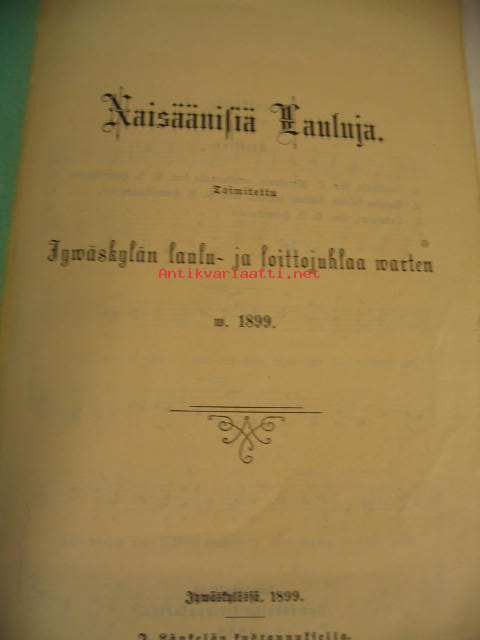 Naisäänisiä Lauluja.
Toimitettu
Jywäskylän laulu- ja soittojuhlaa warten
Antikvariaatti.net
w. 1899.
Jywäskylässä, 1899.